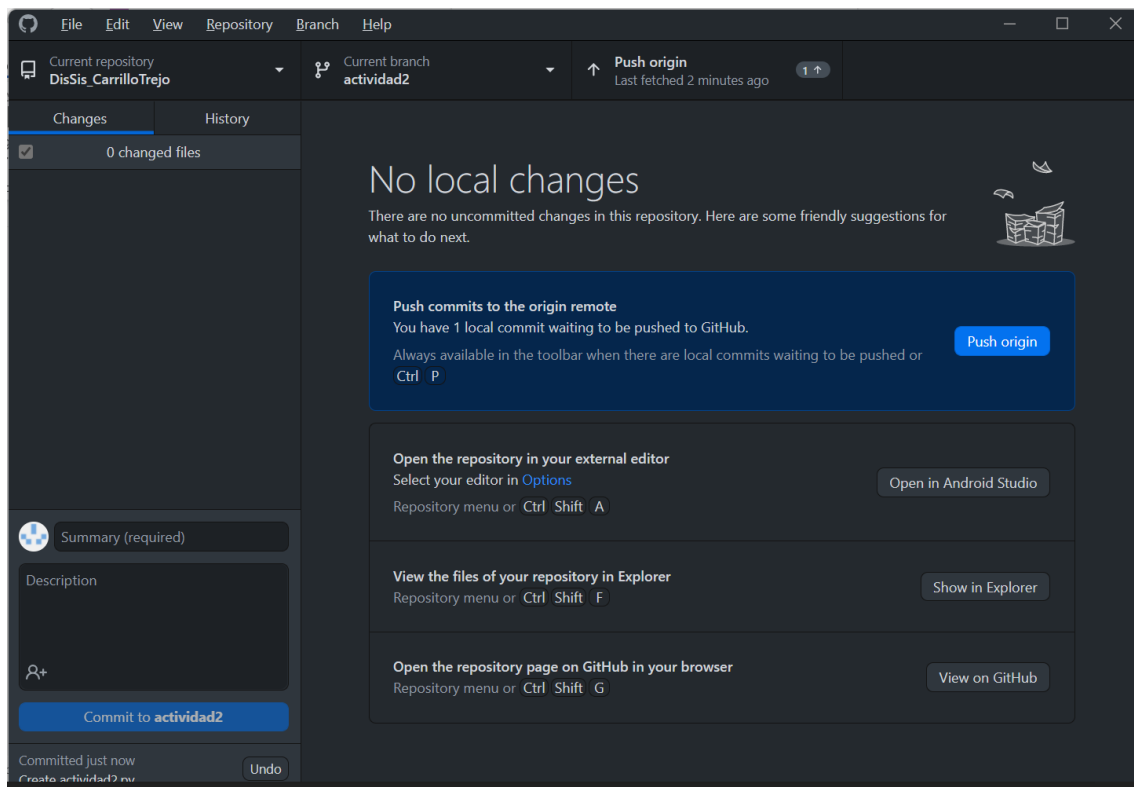 File Edit View Repository Branch Help
Current repository
DisSis_CarrilloTrejo
Current branch
actividad2
Push origin
Last fetched 2 minutes ago
1
Changes History
0 changed files
No local changes
There are no uncommitted changes in this repository. Here are some friendly suggestions for
what to do next.
Push commits to the origin remote
You have 1 local commit waiting to be pushed to GitHub.
Always available in the toolbar when there are local commits waiting to be pushed or
Ctrl P
Push origin
Open the repository in your external editor
Select your editor in Options
Repository menu or Ctrl Shift A
Open in Android Studio
View the files of your repository in Explorer
Repository menu or Ctrl Shift F
Show in Explorer
Open the repository page on GitHub in your browser
Repository menu or Ctrl Shift G
View on GitHub
Summary (required)
Description
Commit to actividad2
Committed just now
Create actividad2.py
Undo